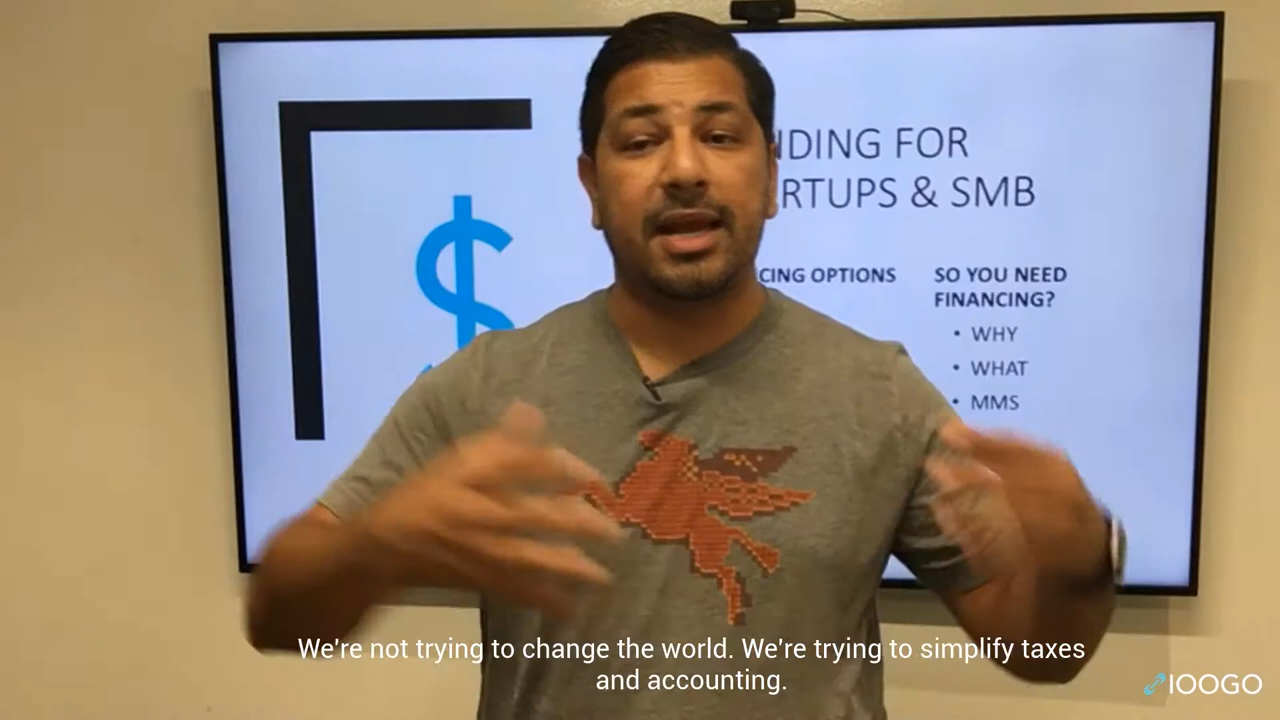 NDING FOR
RTUPS & SMB
CING OPTIONS
SO YOU NEED
FINANCING?
• WHY
• WHAT
• MMS
We're not trying to change the world. We're trying to simplify taxes
and accounting.
IOOGO